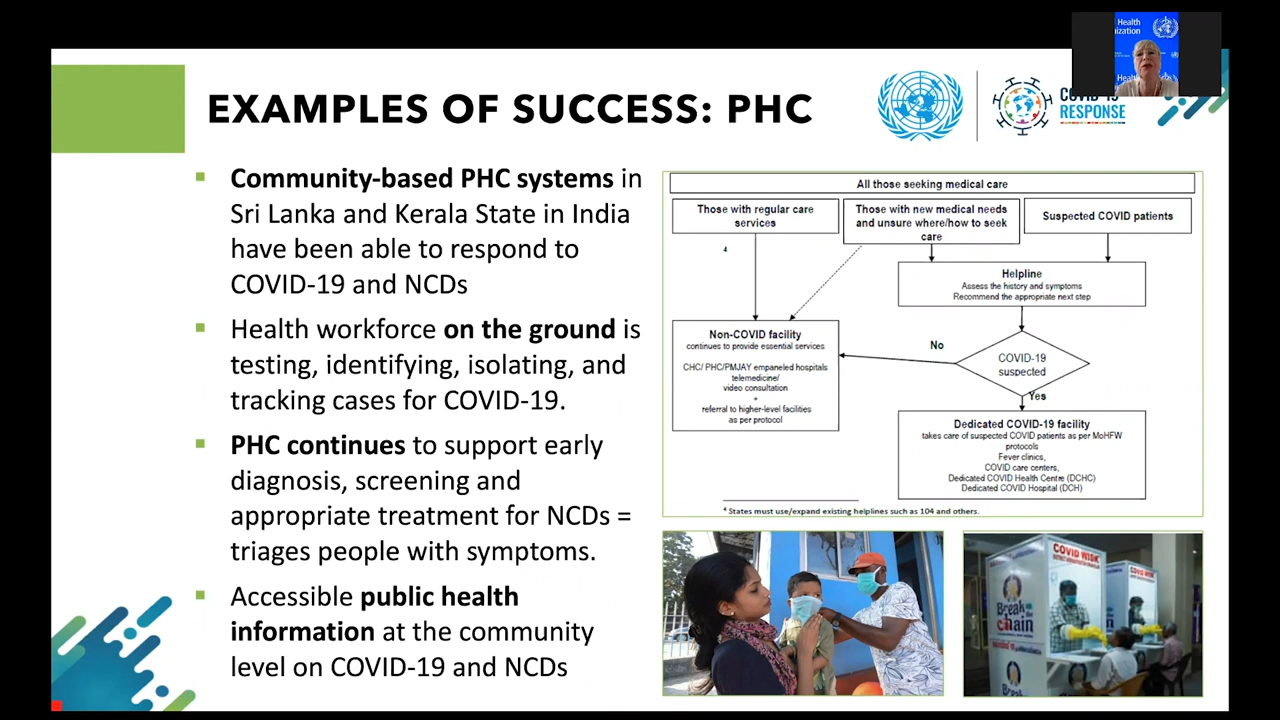 Health
nization
EXAMPLES OF SUCCESS: PHC
RESPONSE
▪ Community-based PHC systems in
Sri Lanka and Kerala State in India
have been able to respond to
COVID-19 and NCDs
▪ Health workforce on the ground is
testing, identifying, isolating, and
tracking cases for COVID-19.
▪ PHC continues to support early
diagnosis, screening and
appropriate treatment for NCDs =
triages people with symptoms.
▪ Accessible public health
information at the community
level on COVID-19 and NCDs
All those seeking medical care
Those with regular care
services
Those with new medical needs
and unsure where/how to seek
care
Suspected COVID patients
4
Helpline
Assess the history and symptoms
Recommend the appropriate next step
Non-COVID facility
continues to provide essential services
CHC/ PHC/PMJAY empaneled hospitals
telemedicine/
video consultation
+
referral to higher-level facilities
as per protocol
No
COVID-19
suspected
Yes
Dedicated COVID-19 facility
takes care of suspected COVID patients as per MoHFW
protocols
Fever clinics,
COVID care centers,
Dedicated COVID Health Centre (DCHC)
Dedicated COVID Hospital (DCH)
4 States must use/expand existing helplines such as 104 and others.
COVID WISK
Break
the
chain
Break